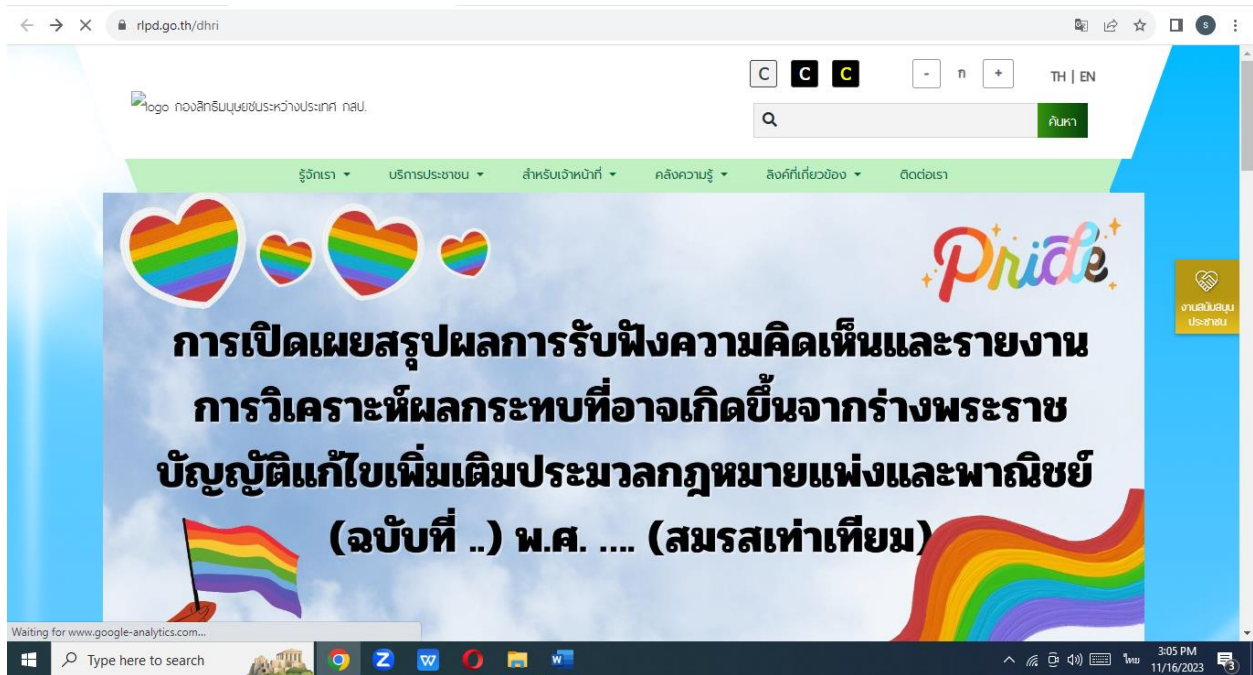 rlpd.go.th/dhri
S
C C C - ก + TH | EN
logo กองสิทธิมนุษยชนระหว่างประเทศ กสป.
ค้นหา
รู้จักเรา บริการประชาชน สำหรับเจ้าหน้าที่ คลังความรู้ ลิงค์ที่เกี่ยวข้อง ติดต่อเรา
Pride
งานสนับสนุน
ประชาชน
การเปิดเผยสรุปผลการรับฟังความคิดเห็นและรายงาน
การวิเคราะห์ผลกระทบที่อาจเกิดขึ้นจากร่างพระราช
บัญญัติแก้ไขเพิ่มเติมประมวลกฎหมายแพ่งและพาณิชย์
(ฉบับที่ ..) พ.ศ. .... (สมรสเท่าเทียม)
Waiting for www.google-analytics.com...
Type here to search
Z W O W
ไทย
3:05 PM
11/16/2023
3